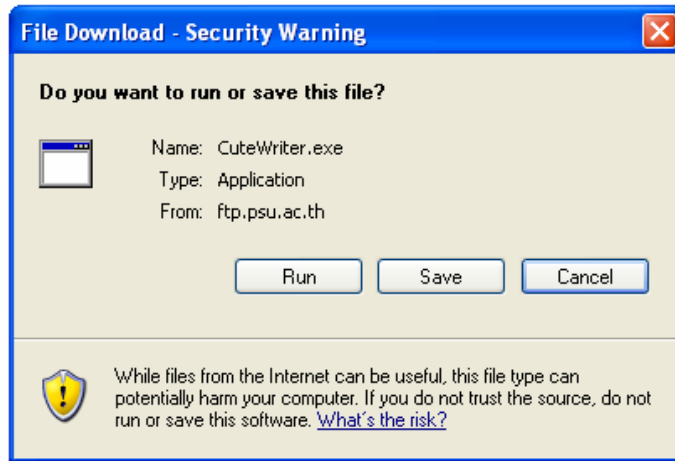 File Download - Security Warning
Do you want to run or save this file?
Name: CuteWriter.exe
Type: Application
From: ftp.psu.ac.th
Run Save Cancel
While files from the Internet can be useful, this file type can
potentially harm your computer. If you do not trust the source, do not
run or save this software. What's the risk?